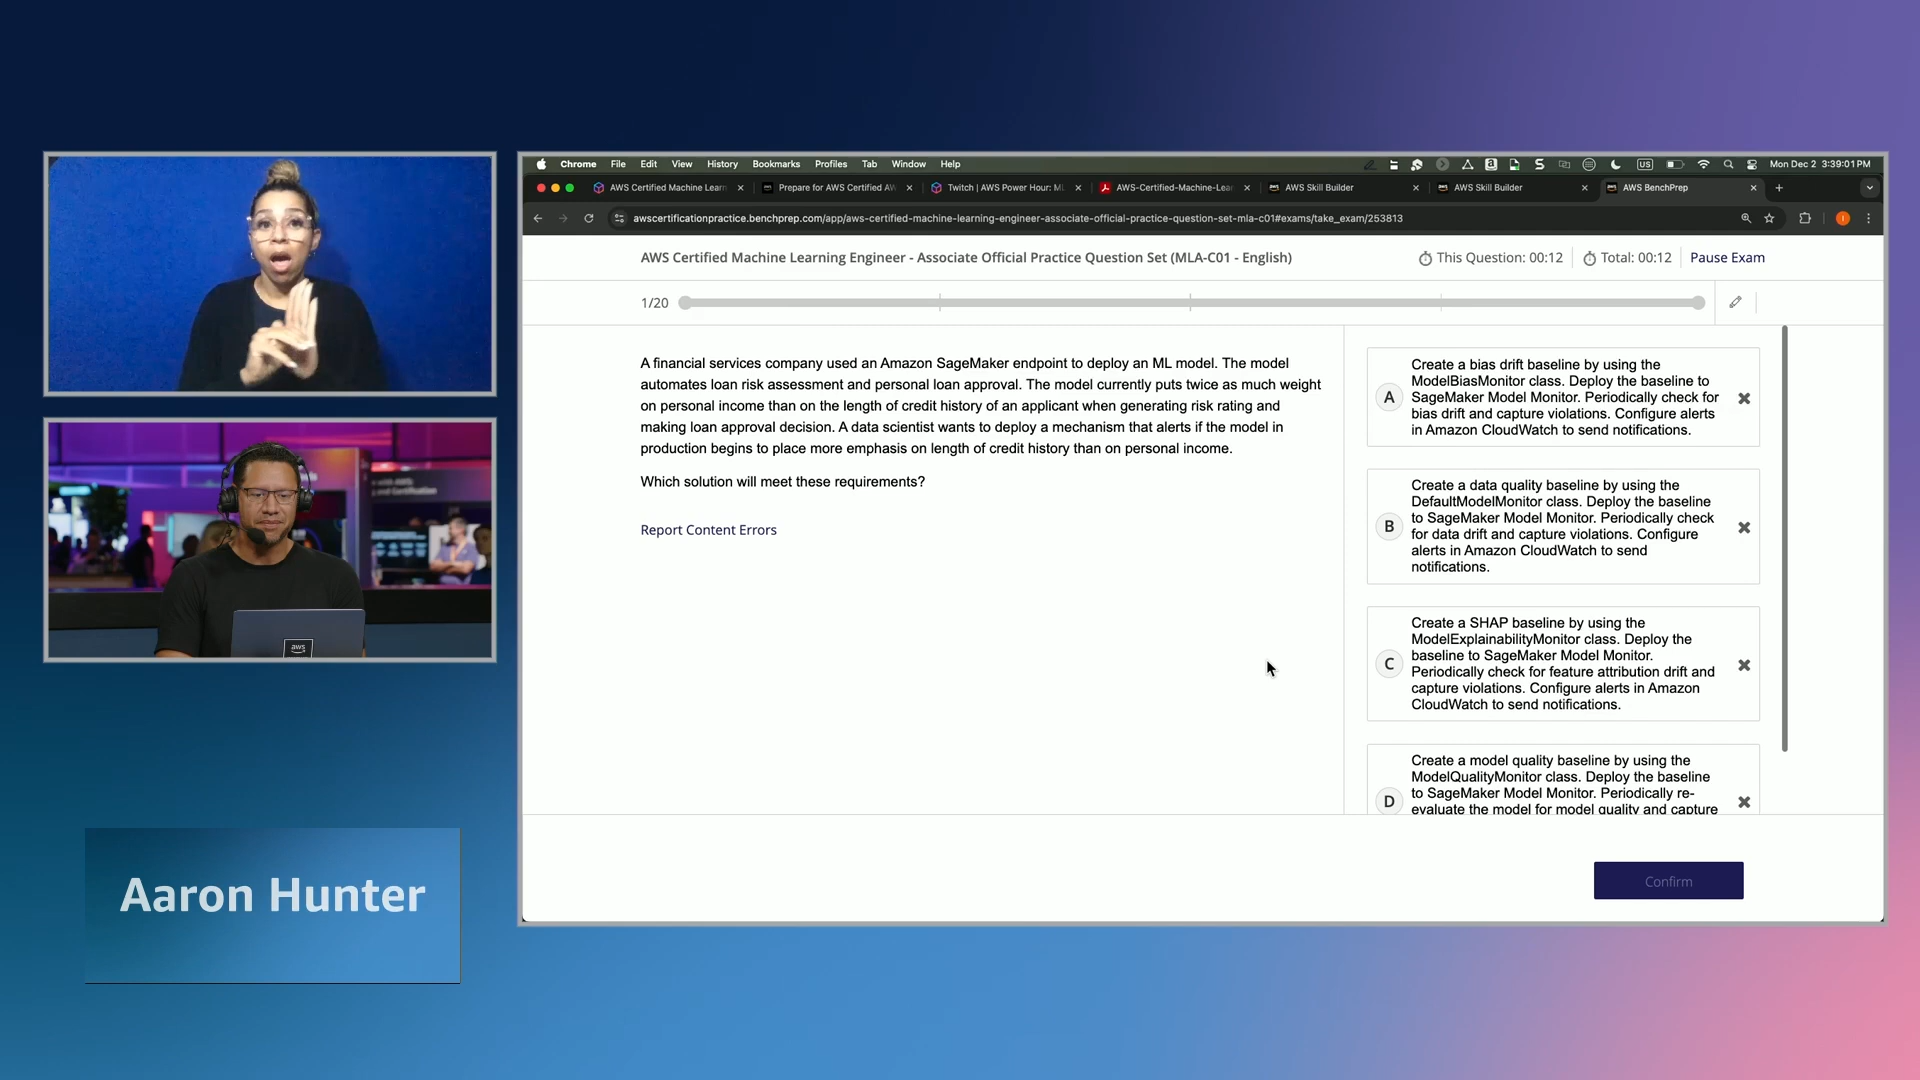 Chrome File Edit View History Bookmarks Profiles Tab Window Help
US
Mon Dec 2 3:39:01 PM
AWS Certified Machine Learn
Prepare for AWS Certified AW
Twitch | AWS Power Hour: M
AWS-Certified-Machine-Lea
AWS Skill Builder
AWS Skill Builder
AWS BenchPrep
awscertificationpractice.benchprep.com/app/aws-certified-machine-learning-engineer-associate-official-practice-question-set-mla-c01#exams/take_exam/253813
AWS Certified Machine Learning Engineer - Associate Official Practice Question Set (MLA-C01 - English)
This Question: 00:12
Total: 00:12
Pause Exam
1/20
A financial services company used an Amazon SageMaker endpoint to deploy an ML model. The model
automates loan risk assessment and personal loan approval. The model currently puts twice as much weight
on personal income than on the length of credit history of an applicant when generating risk rating and
making loan approval decision. A data scientist wants to deploy a mechanism that alerts if the model in
production begins to place more emphasis on length of credit history than on personal income.
Which solution will meet these requirements?
Report Content Errors
A
Create a bias drift baseline by using the
ModelBiasMonitor class. Deploy the baseline to
SageMaker Model Monitor. Periodically check for
bias drift and capture violations. Configure alerts
in Amazon CloudWatch to send notifications.
B
Create a data quality baseline by using the
DefaultModelMonitor class. Deploy the baseline
to SageMaker Model Monitor. Periodically check
for data drift and capture violations. Configure
alerts in Amazon CloudWatch to send
notifications.
C
Create a SHAP baseline by using the
ModelExplainabilityMonitor class. Deploy the
baseline to SageMaker Model Monitor.
Periodically check for feature attribution drift and
capture violations. Configure alerts in Amazon
CloudWatch to send notifications.
D
Create a model quality baseline by using the
ModelQualityMonitor class. Deploy the baseline
to SageMaker Model Monitor. Periodically re-
evaluate the model for model quality and capture
Confirm
aws
Aaron Hunter